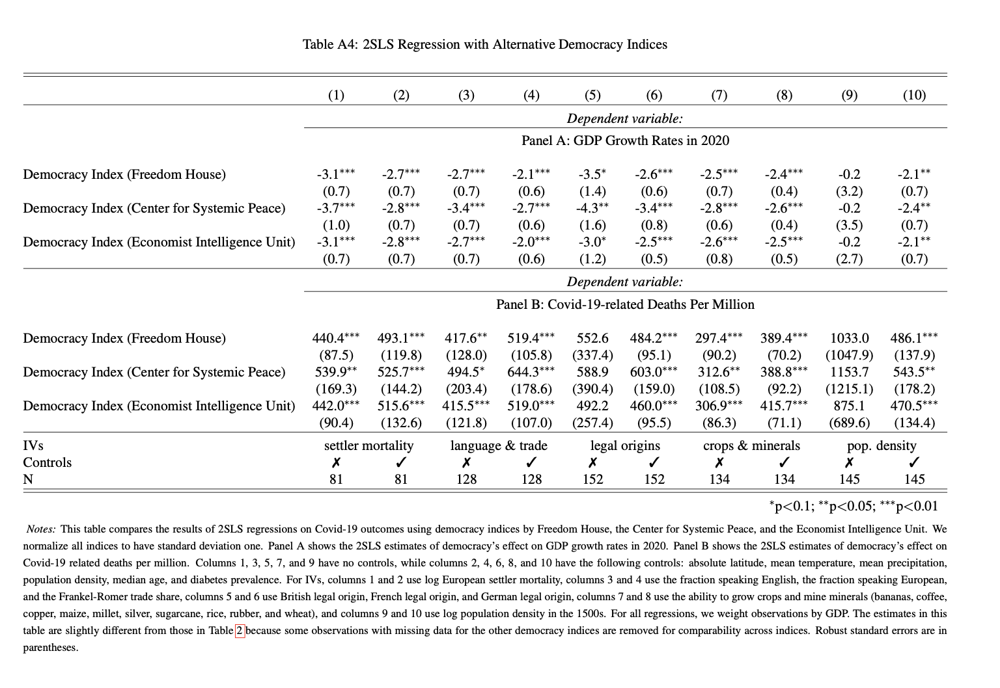 Table A4: 2SLS Regression with Alternative Democracy Indices
(1) (2) (3) (4) (5) (6) (7) (8) (9) (10)
Dependent variable:
Panel A: GDP Growth Rates in 2020
Democracy Index (Freedom House) -3.1*** -2.7*** -2.7*** -2.1*** -3.5* -2.6*** -2.5*** -2.4*** -0.2 -2.1**
(0.7) (0.7) (0.7) (0.6) (1.4) (0.6) (0.7) (0.4) (3.2) (0.7)
Democracy Index (Center for Systemic Peace) -3.7*** -2.8*** -3.4*** -2.7*** -4.3** -3.4*** -2.8*** -2.6*** -0.2 -2.4**
(1.0) (0.7) (0.7) (0.6) (1.6) (0.8) (0.6) (0.4) (3.5) (0.7)
Democracy Index (Economist Intelligence Unit) -3.1*** -2.8*** -2.7*** -2.0*** -3.0* -2.5*** -2.6*** -2.5*** -0.2 -2.1**
(0.7) (0.7) (0.7) (0.6) (1.2) (0.5) (0.8) (0.5) (2.7) (0.7)
Dependent variable:
Panel B: Covid-19-related Deaths Per Million
Democracy Index (Freedom House) 440.4*** 493.1*** 417.6** 519.4*** 552.6 484.2*** 297.4*** 389.4*** 1033.0 486.1***
(87.5) (119.8) (128.0) (105.8) (337.4) (95.1) (90.2) (70.2) (1047.9) (137.9)
Democracy Index (Center for Systemic Peace) 539.9** 525.7*** 494.5* 644.3*** 588.9 603.0*** 312.6** 388.8*** 1153.7 543.5**
(169.3) (144.2) (203.4) (178.6) (390.4) (159.0) (108.5) (92.2) (1215.1) (178.2)
Democracy Index (Economist Intelligence Unit) 442.0*** 515.6*** 415.5*** 519.0*** 492.2 460.0*** 306.9*** 415.7*** 875.1 470.5***
(90.4) (132.6) (121.8) (107.0) (257.4) (95.5) (86.3) (71.1) (689.6) (134.4)
IVs settler mortality language & trade legal origins crops & minerals pop. density
Controls ✗ ✓ ✗ ✓ ✗ ✓ ✗ ✓ ✗ ✓
N 81 81 128 128 152 152 134 134 145 145
*p<0.1; **p<0.05; ***p<0.01
Notes: This table compares the results of 2SLS regressions on Covid-19 outcomes using democracy indices by Freedom House, the Center for Systemic Peace, and the Economist Intelligence Unit. We
normalize all indices to have standard deviation one. Panel A shows the 2SLS estimates of democracy's effect on GDP growth rates in 2020. Panel B shows the 2SLS estimates of democracy's effect on
Covid-19 related deaths per million. Columns 1, 3, 5, 7, and 9 have no controls, while columns 2, 4, 6, 8, and 10 have the following controls: absolute latitude, mean temperature, mean precipitation,
population density, median age, and diabetes prevalence. For IVs, columns 1 and 2 use log European settler mortality, columns 3 and 4 use the fraction speaking English, the fraction speaking European,
and the Frankel-Romer trade share, columns 5 and 6 use British legal origin, French legal origin, and German legal origin, columns 7 and 8 use the ability to grow crops and mine minerals (bananas, coffee,
copper, maize, millet, silver, sugarcane, rice, rubber, and wheat), and columns 9 and 10 use log population density in the 1500s. For all regressions, we weight observations by GDP. The estimates in this
table are slightly different from those in Table 2 because some observations with missing data for the other democracy indices are removed for comparability across indices. Robust standard errors are in
parentheses.